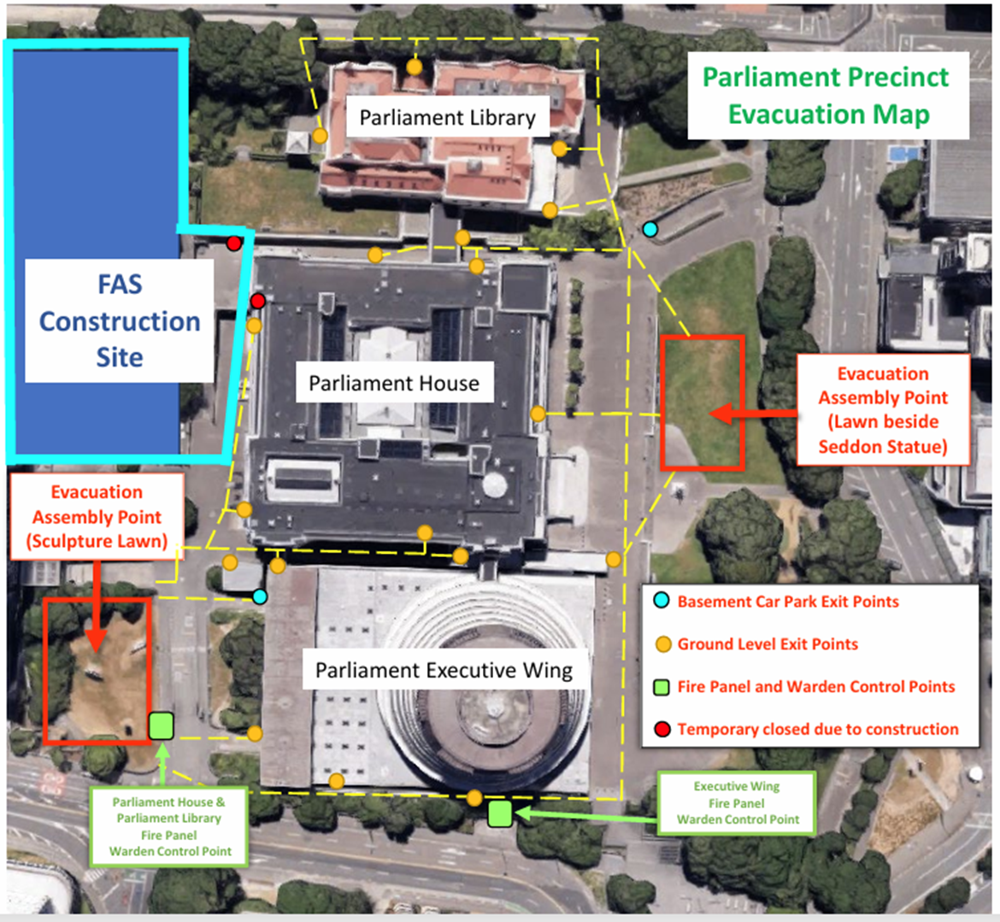 Parliament Precinct
Evacuation Map
Parliament Library
FAS
Construction
Site
Parliament House
Evacuation
Assembly Point
(Lawn beside
Seddon Statue)
Evacuation
Assembly Point
(Sculpture Lawn)
Parliament Executive Wing
Basement Car Park Exit Points
Ground Level Exit Points
Fire Panel and Warden Control Points
Temporary closed due to construction
Parliament House &
Parliament Library
Fire Panel
Warden Control Point
Executive Wing
Fire Panel
Warden Control Point